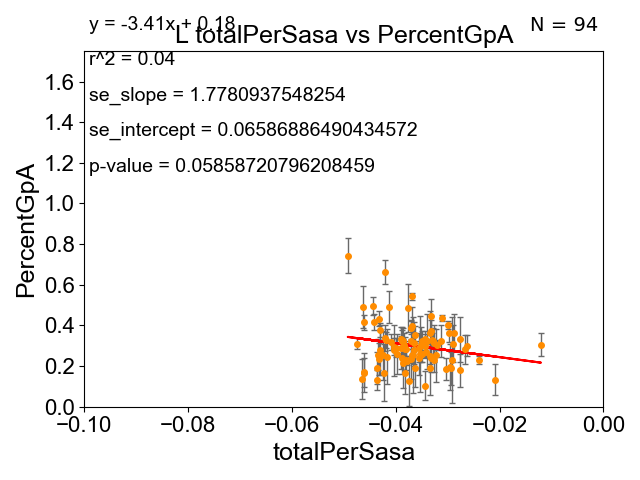 y = -3.41x + 0.18
N = 94
L totalPerSasa vs PercentGpA
r^2 = 0.04
se_slope = 1.7780937548254
se_intercept = 0.06586886490434572
p-value = 0.05858720796208459
PercentGpA
1.6
1.4
1.2
1.0
0.8
0.6
0.4
0.2
0.0
−0.10
−0.08
−0.06
−0.04
−0.02
0.00
totalPerSasa